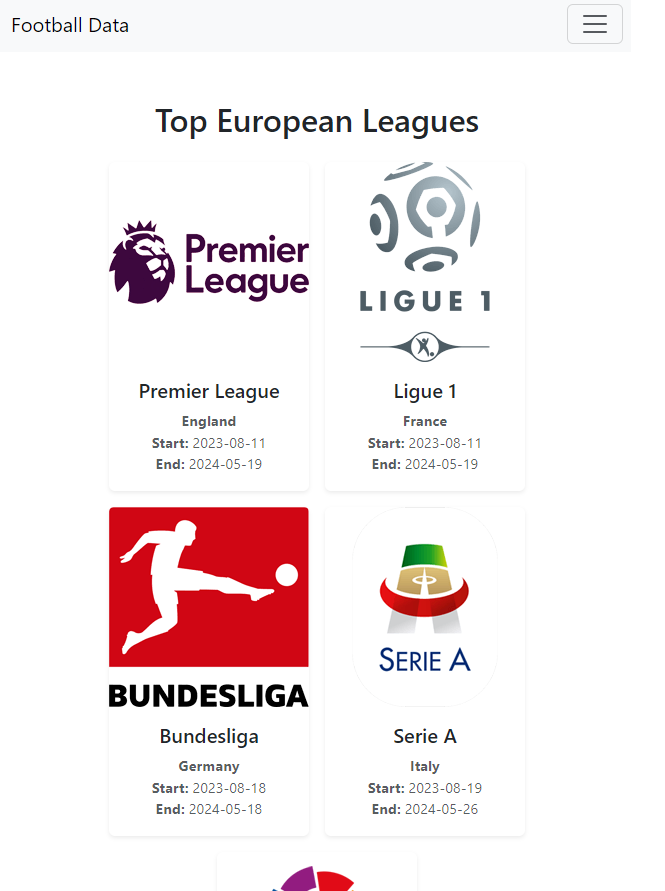 Football Data
Top European Leagues
Premier
League
LIGUE 1
Premier League
England
Start: 2023-08-11
End: 2024-05-19
Ligue 1
France
Start: 2023-08-11
End: 2024-05-19
BUNDESLIGA
SERIE A
Bundesliga
Germany
Start: 2023-08-18
End: 2024-05-18
Serie A
Italy
Start: 2023-08-19
End: 2024-05-26